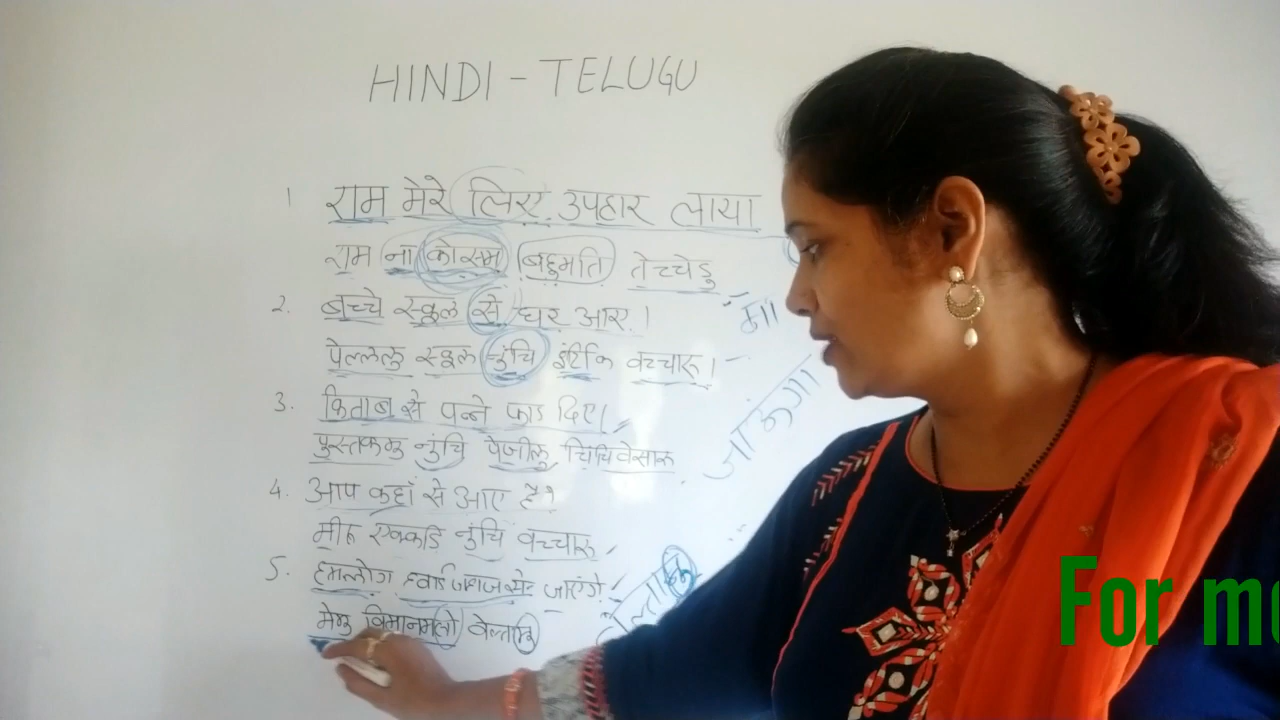 HINDI - TELUGU
1 राम मेरे लिए उपहार लाया
राम ना कोसम बहुमति तेच्चेडु
2. बच्चे स्कूल से घर आए।
पेल्ललु स्कूल नुंचि इंटिकि वच्चारू।
3. किताब से पन्ने फाड दिए।
पुस्तकमु नुंचि पेजीलु चिंचिवेसारू
4. आप कहाँ से आए है?
मीरू एक्कडि नुंचि वच्चारू
5. हमलोग हवाजिहाज से जाएंगे
मेमु विमानमलो वेल्तामु
जाऊंगा
For mo